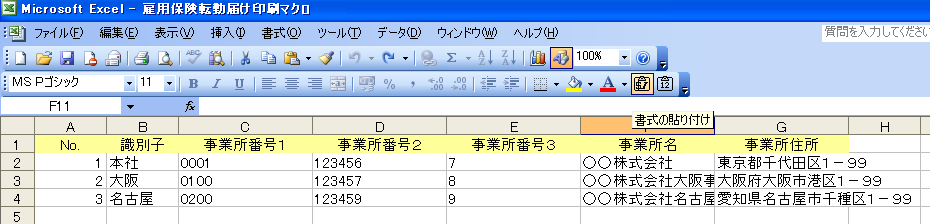 Microsoft Excel - 雇用保険転勤届け印刷マクロ
ファイル(F) 編集(E) 表示(V) 挿入(I) 書式(O) ツール(T) データ(D) ウィンドウ(W) ヘルプ(H) 質問を入力してください
100%
MS Pゴシック 11 B I U
F11 fx 書式の貼り付け
A B C D E G H
1 No. 識別子 事業所番号1 事業所番号2 事業所番号3 事業所名 事業所住所
2 1 本社 0001 123456 7 ○○株式会社 東京都千代田区1-99
3 2 大阪 0100 123457 8 ○○株式会社大阪事 大阪府大阪市港区1-99
4 3 名古屋 0200 123459 9 ○○株式会社名古屋 愛知県名古屋市千種区1-99
5